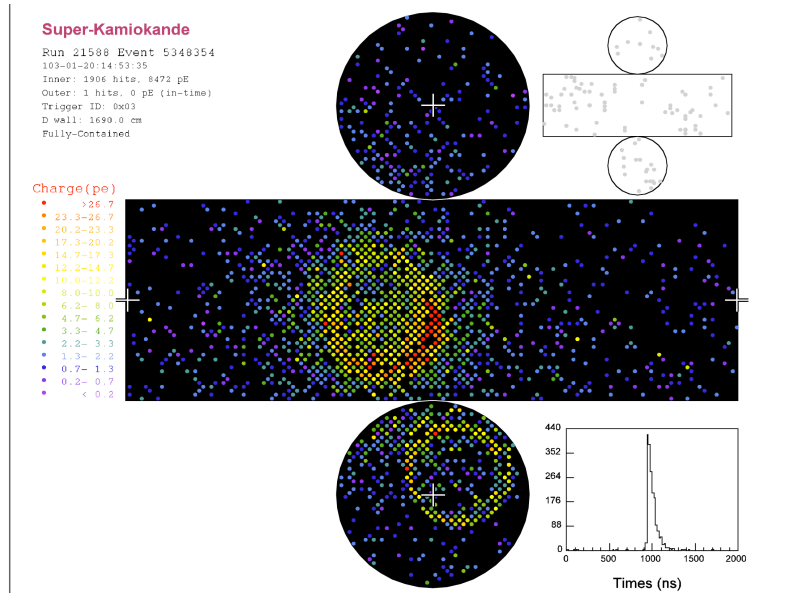 Super-Kamiokande
Run 21588 Event 5348354
103-01-20:14:53:35
Inner: 1906 hits, 8472 pE
Outer: 1 hits, 0 pE (in-time)
Trigger ID: 0x03
D wall: 1690.0 cm
Fully-Contained
Charge(pe)
>26.7
23.3-26.7
20.2-23.3
17.3-20.2
14.7-17.3
12.2-14.7
10.0-12.2
8.0-10.0
6.2- 8.0
4.7- 6.2
3.3- 4.7
2.2- 3.3
1.3- 2.2
0.7- 1.3
0.2- 0.7
< 0.2
440
352
264
176
88
0
0 500 1000 1500 2000
Times (ns)